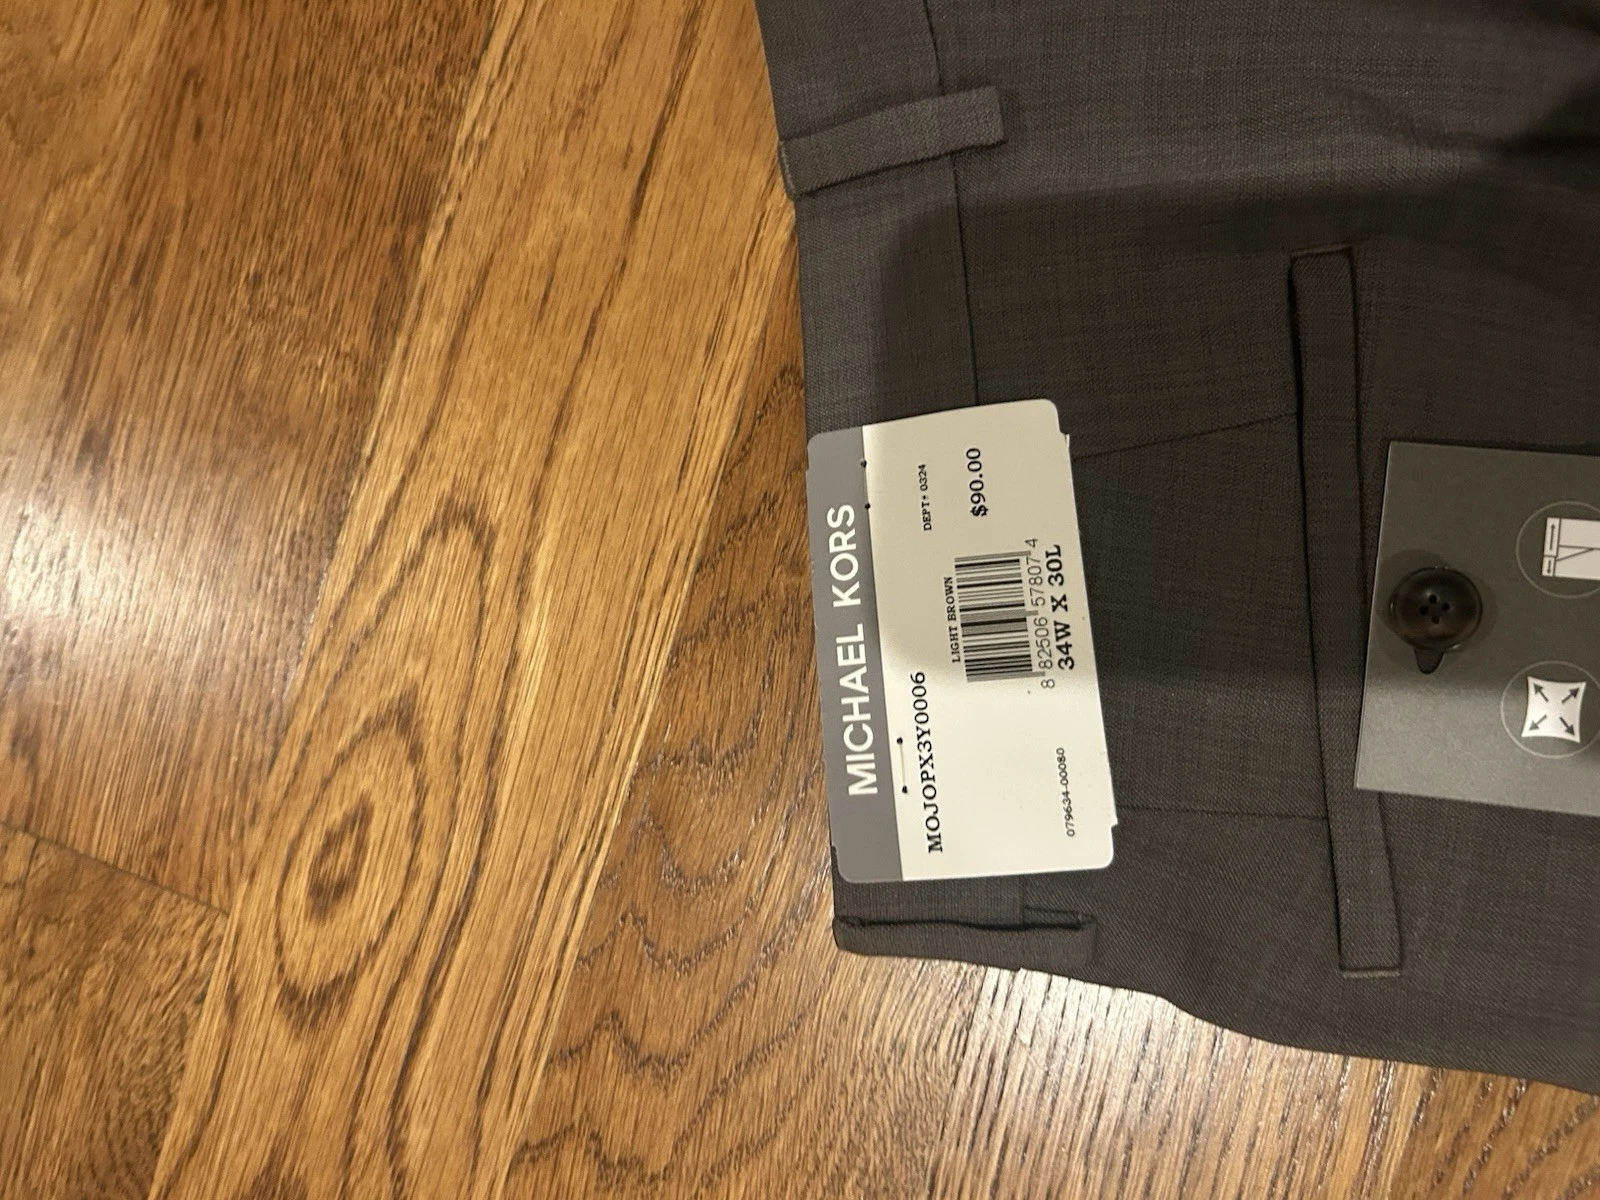 MICHAEL KORS
MOJOPX3Y0006
DEPT# 0324
LIGHT BROWN
$90.00
8 82506 57807 4
34W X 30L
079634-00080